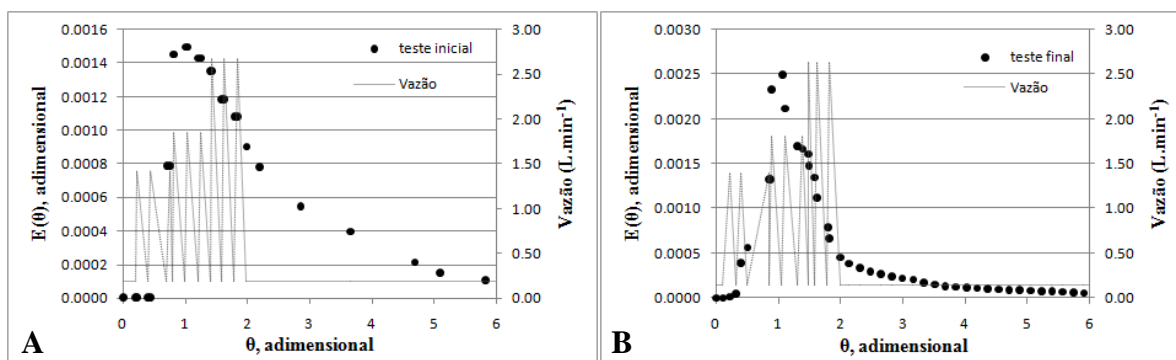 0.0016
0.0014
0.0012
0.0010
0.0008
0.0006
0.0004
0.0002
0.0000
E(θ), adimensional
0 1 2 3 4 5 6
θ, adimensional
3.00
2.50
2.00
1.50
1.00
0.50
0.00
Vazão (L.min⁻¹)
teste inicial
Vazão
A
0.0030
0.0025
0.0020
0.0015
0.0010
0.0005
0.0000
E(θ), adimensional
0 1 2 3 4 5 6
θ, adimensional
3.00
2.50
2.00
1.50
1.00
0.50
0.00
Vazão (L.min⁻¹)
teste final
Vazão
B